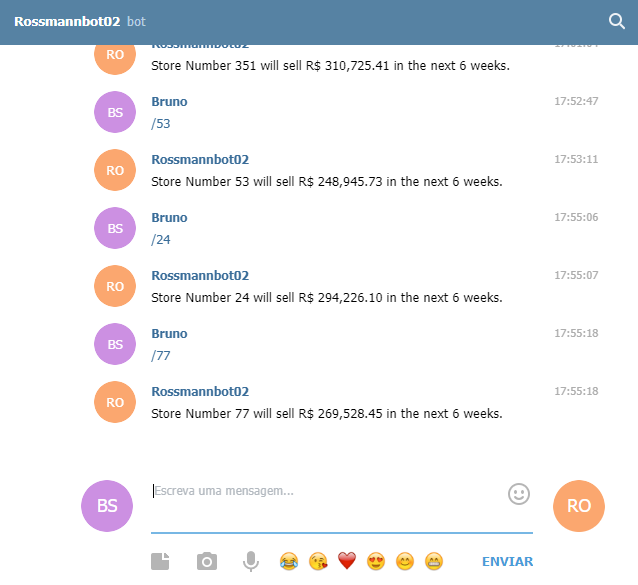 Rossmannbot02 bot
RO
Store Number 351 will sell R$ 310,725.41 in the next 6 weeks.
BS
Bruno
17:52:47
/53
RO
Rossmannbot02
17:53:11
Store Number 53 will sell R$ 248,945.73 in the next 6 weeks.
BS
Bruno
17:55:06
/24
RO
Rossmannbot02
17:55:07
Store Number 24 will sell R$ 294,226.10 in the next 6 weeks.
BS
Bruno
17:55:18
/77
RO
Rossmannbot02
17:55:18
Store Number 77 will sell R$ 269,528.45 in the next 6 weeks.
BS
Escreva uma mensagem...
RO
ENVIAR